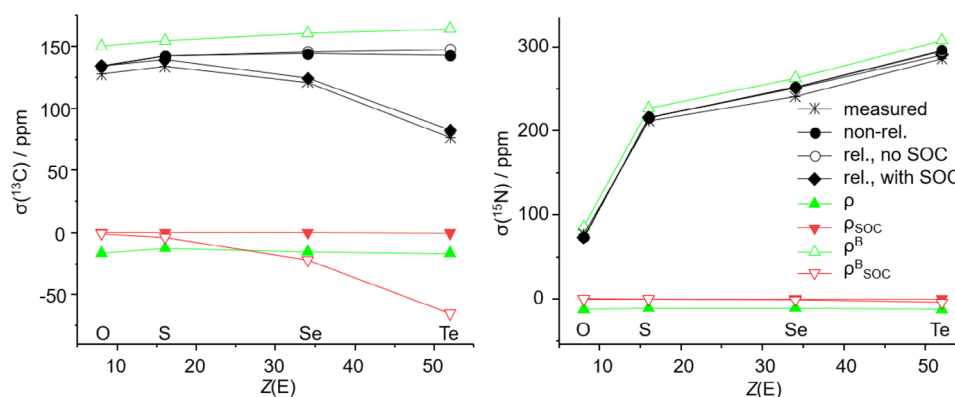 σ(¹³C) / ppm
150
100
50
0
-50
O S Se Te
10 20 30 40 50
Z(E)
σ(¹⁵N) / ppm
300
200
100
0
measured
non-rel.
rel., no SOC
rel., with SOC
ρ
ρSOC
ρᴮ
ρᴮSOC
O S Se Te
10 20 30 40 50
Z(E)